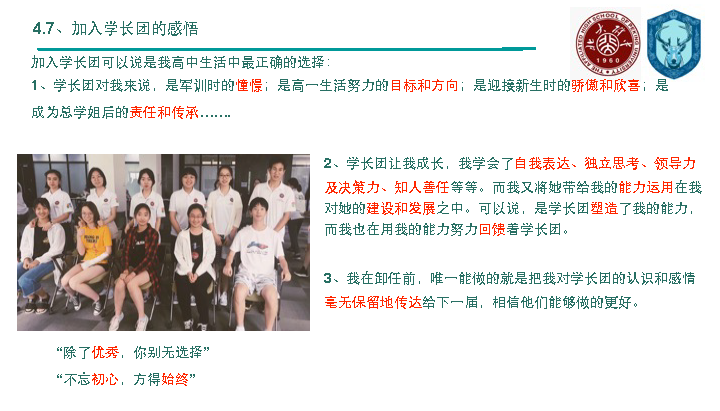 4.7、加入学长团的感悟
THE AFFILIATED HIGH SCHOOL OF PEKING UNIVERSITY
1960
加入学长团可以说是我高中生活中最正确的选择：
1、学长团对我来说，是军训时的憧憬；是高一生活努力的目标和方向；是迎接新生时的骄傲和欣喜；是
成为总学姐后的责任和传承…….
2、学长团让我成长，我学会了自我表达、独立思考、领导力
及决策力、知人善任等等。而我又将她带给我的能力运用在我
对她的建设和发展之中。可以说，是学长团塑造了我的能力，
而我也在用我的能力努力回馈着学长团。
3、我在卸任前，唯一能做的就是把我对学长团的认识和感情
毫无保留地传达给下一届，相信他们能够做的更好。
“除了优秀，你别无选择”
“不忘初心，方得始终”